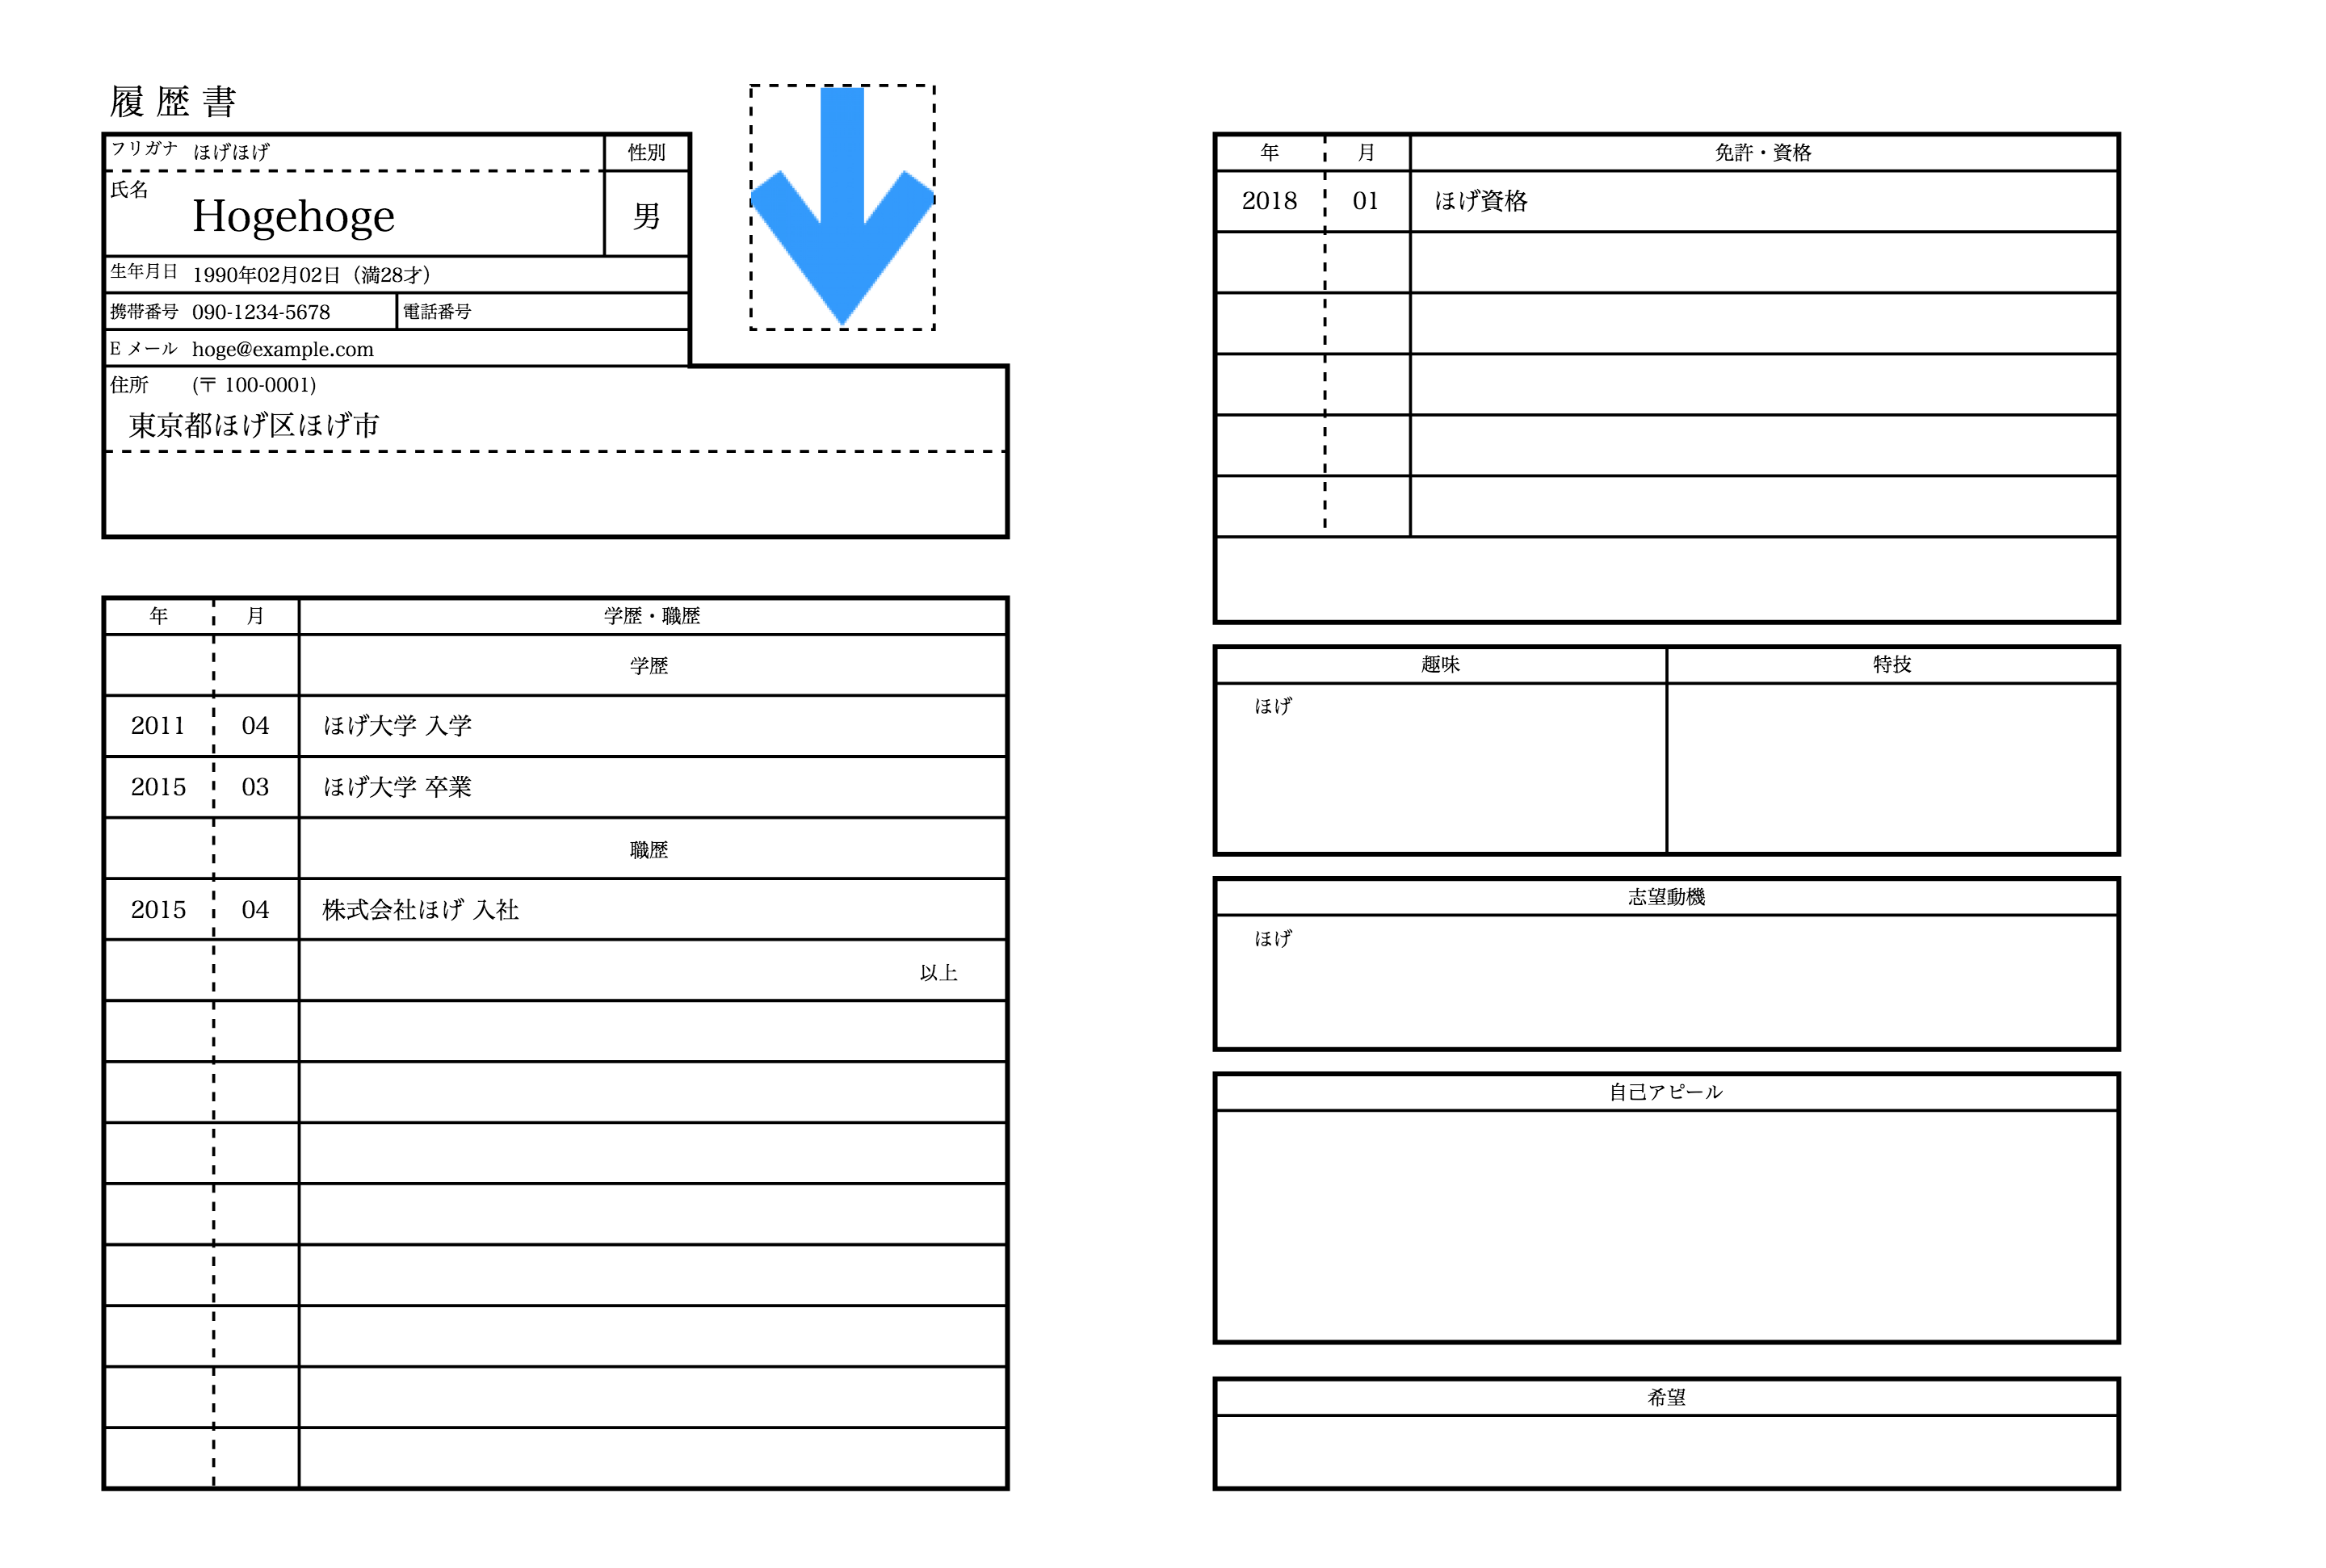 履歴書
フリガナ ほげほげ 性別
氏名 Hogehoge 男
生年月日 1990年02月02日（満28才）
携帯番号 090-1234-5678 電話番号
E メール hoge@example.com
住所 (〒 100-0001)
東京都ほげ区ほげ市
年 月 学歴・職歴
学歴
2011 04 ほげ大学 入学
2015 03 ほげ大学 卒業
職歴
2015 04 株式会社ほげ 入社
以上
年 月 免許・資格
2018 01 ほげ資格
趣味 特技
ほげ
志望動機
ほげ
自己アピール
希望